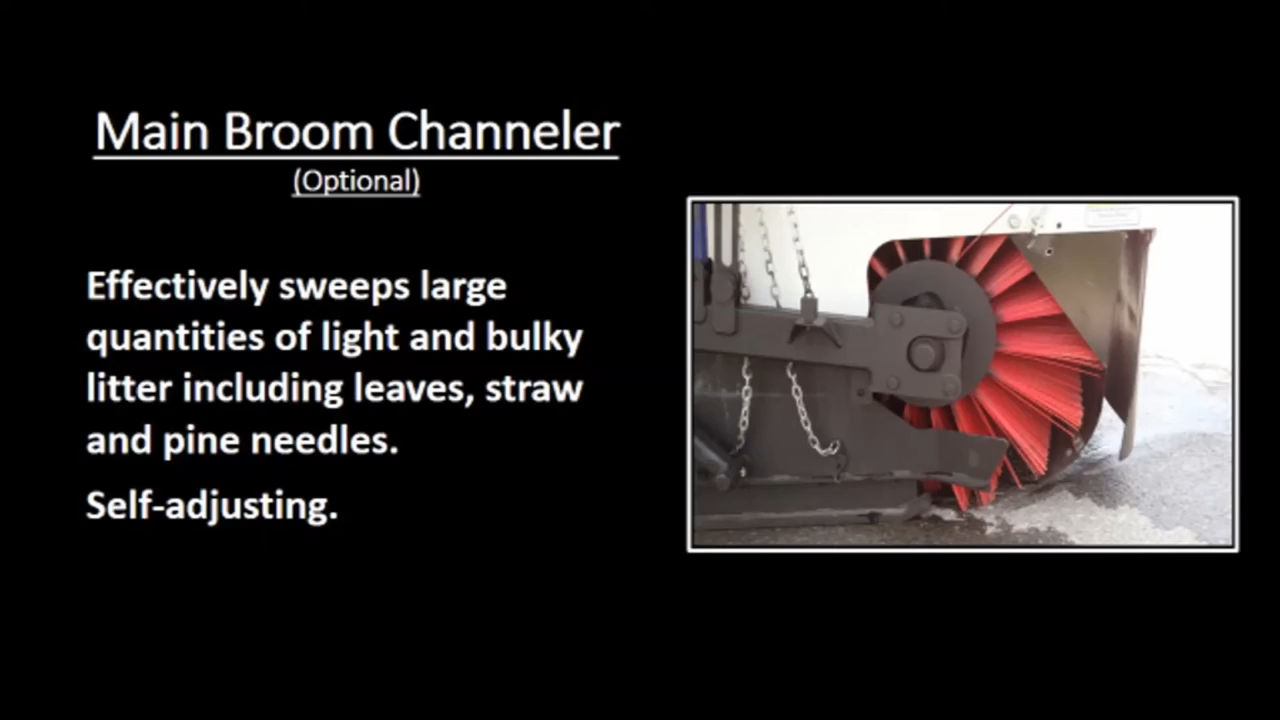 Main Broom Channeler
(Optional)
Effectively sweeps large
quantities of light and bulky
litter including leaves, straw
and pine needles.
Self-adjusting.